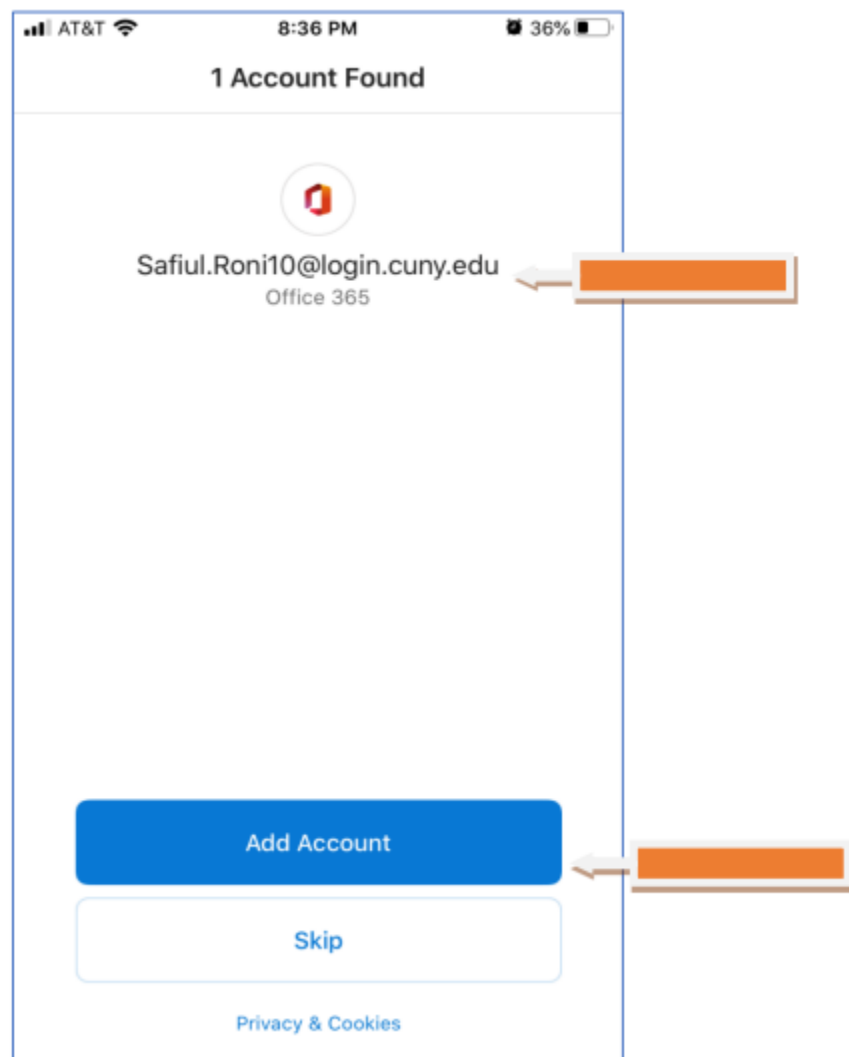 AT&T 8:36 PM 36%
1 Account Found
Safiul.Roni10@login.cuny.edu
Office 365
Add Account
Skip
Privacy & Cookies